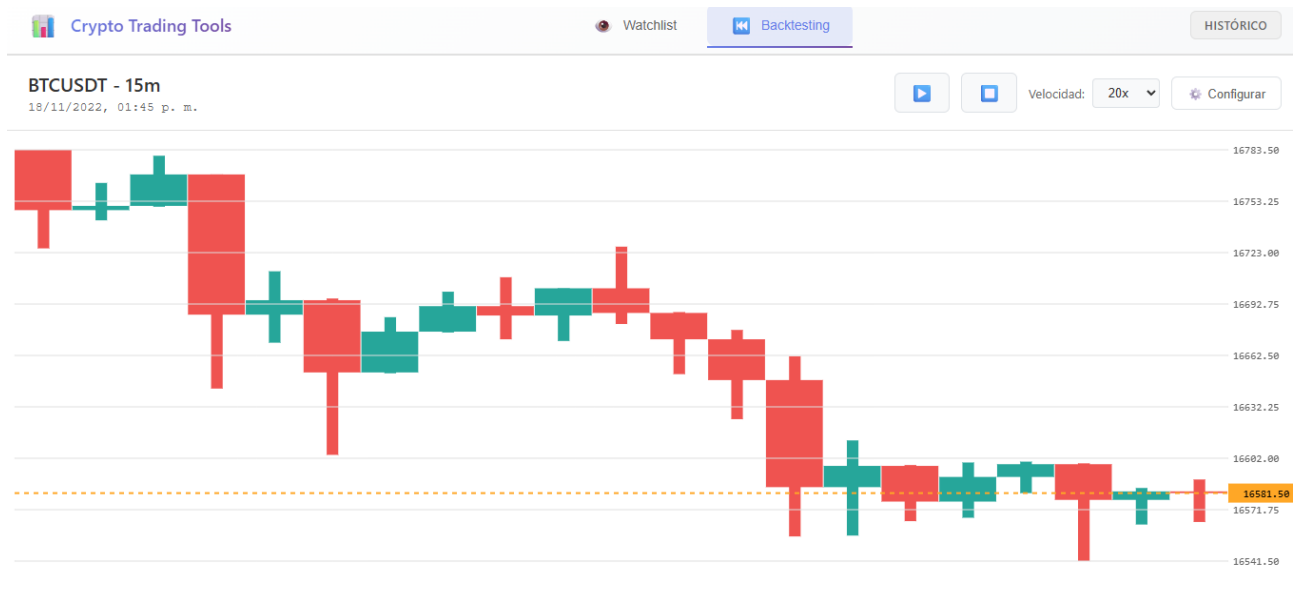 Crypto Trading Tools
Watchlist
Backtesting
HISTÓRICO
BTCUSDT - 15m
18/11/2022, 01:45 p. m.
Velocidad:
20x
Configurar
16783.50
16753.25
16723.00
16692.75
16662.50
16632.25
16602.00
16581.50
16571.75
16541.50